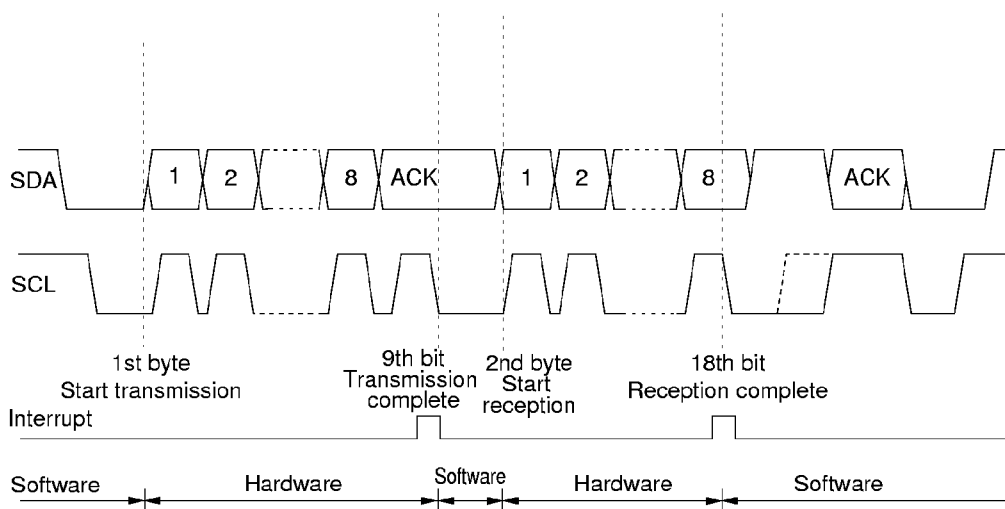 SDA
1
2
8
ACK
1
2
8
ACK
SCL
1st byte
Start transmission
9th bit
Transmission
complete
2nd byte
Start
reception
18th bit
Reception complete
Interrupt
Software
Hardware
Software
Hardware
Software